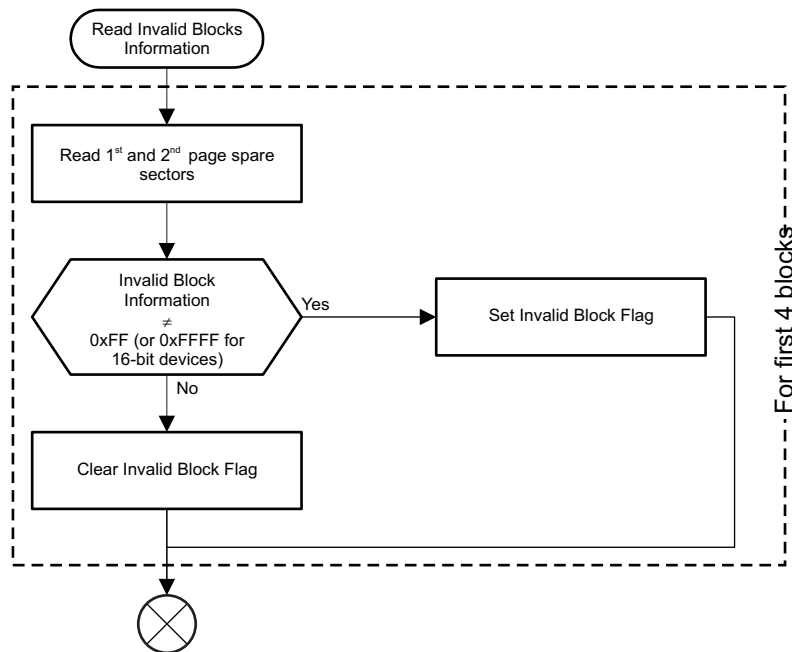 Read Invalid Blocks
Information
Read 1st and 2nd page spare
sectors
Invalid Block
Information
≠
0xFF (or 0xFFFF for
16-bit devices)
Yes
Set Invalid Block Flag
No
Clear Invalid Block Flag
For first 4 blocks